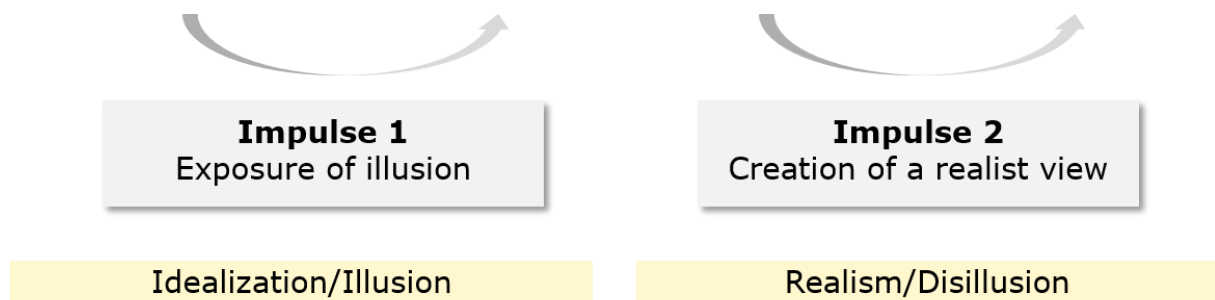 Impulse 1
Exposure of illusion
Impulse 2
Creation of a realist view
Idealization/Illusion
Realism/Disillusion